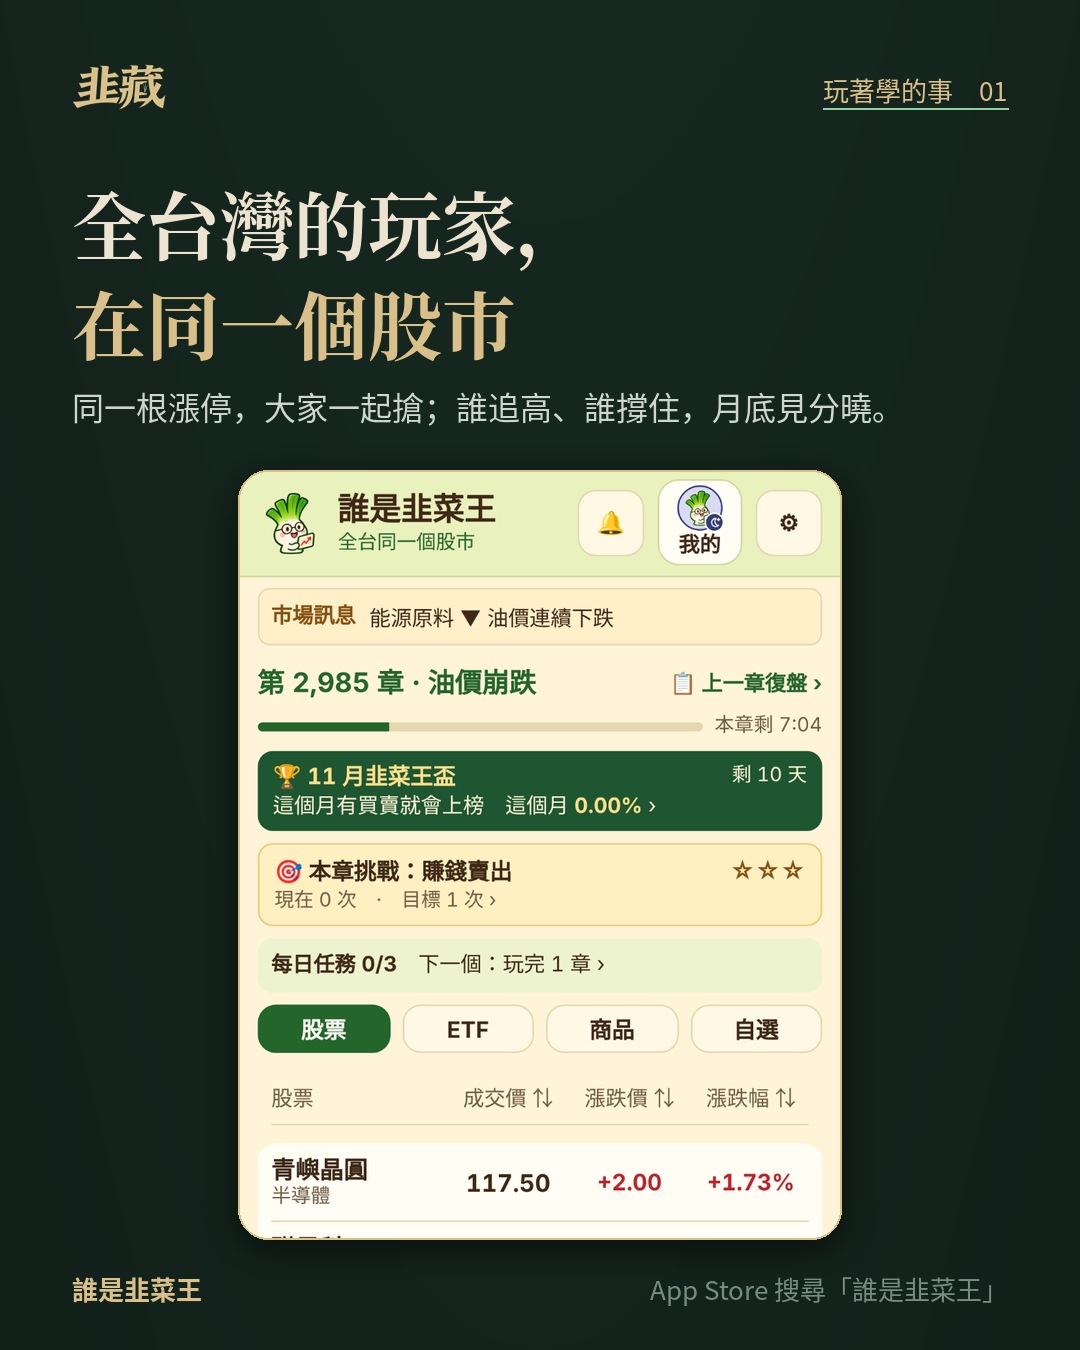 韭藏
玩著學的事 01
全台灣的玩家,
在同一個股市
同一根漲停，大家一起搶；誰追高、誰撐住，月底見分曉。
誰是韭菜王
全台同一個股市
我的
市場訊息 能源原料 ▼ 油價連續下跌
第 2,985 章 · 油價崩跌
上一章復盤 ›
本章剩 7:04
11 月韭菜王盃
剩 10 天
這個月有買賣就會上榜 這個月 0.00% ›
本章挑戰：賺錢賣出
☆☆☆
現在 0 次 · 目標 1 次 ›
每日任務 0/3 下一個：玩完 1 章 ›
股票 ETF 商品 自選
股票 成交價 ⇅ 漲跌價 ⇅ 漲跌幅 ⇅
青嶼晶圓
半導體
117.50 +2.00 +1.73%
誰是韭菜王
App Store 搜尋「誰是韭菜王」